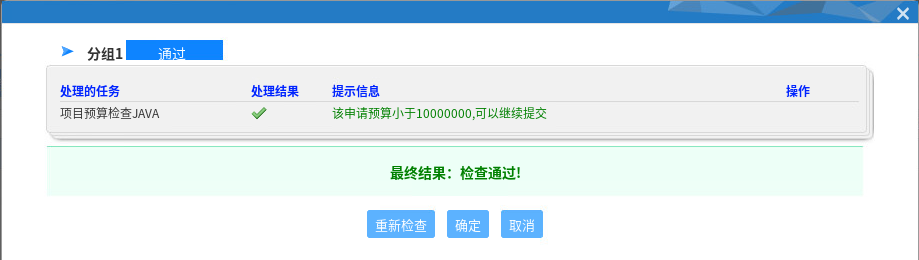 分组1 通过
处理的任务 处理结果 提示信息 操作
项目预算检查JAVA 该申请预算小于10000000,可以继续提交
最终结果：检查通过!
重新检查 确定 取消